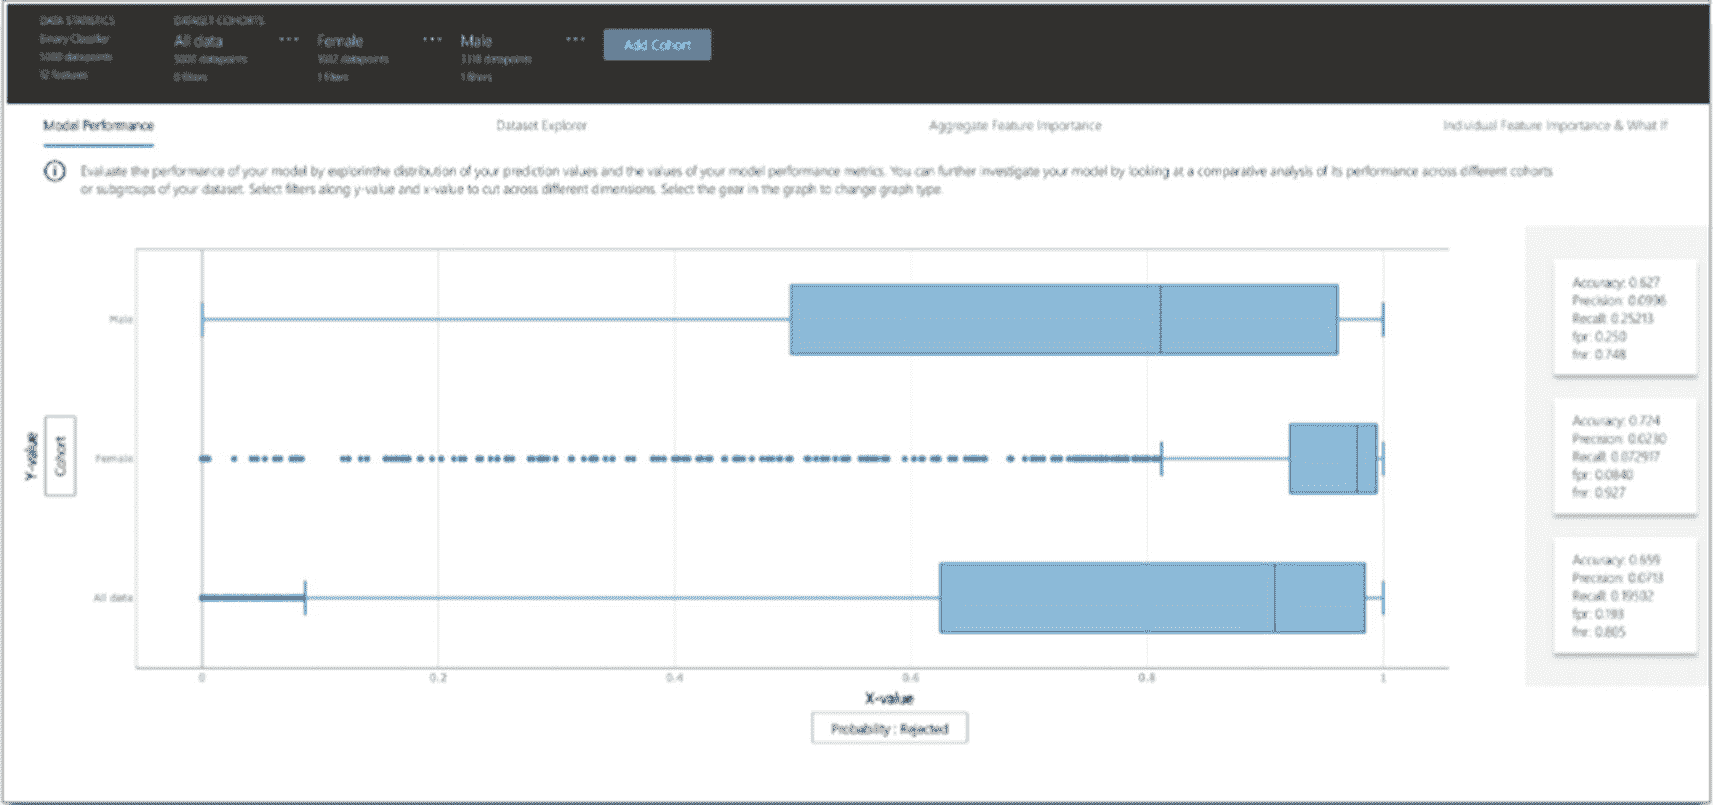 DATA STATISTICS
Binary Classifier
5000 datapoints
12 features
DATASET COHORTS
All data
5000 datapoints
0 filters
Female
datapoints
1 filters
Male
datapoints
1 filters
Add Cohort
Model Performance
Dataset Explorer
Aggregate Feature Importance
Individual Feature Importance & What If
Evaluate the performance of your model by explorinthe distribution of your prediction values and the values of your model performance metrics. You can further investigate your model by looking at a comparative analysis of its performance across different cohorts
or subgroups of your dataset. Select filters along y-value and x-value to cut across different dimensions. Select the gear in the graph to change graph type.
Y-value
Cohort
Male
Female
All data
0
0.2
0.4
0.6
0.8
1
X-value
Probability : Rejected
Accuracy: 0.627
Precision: 0.0996
Recall: 0.25213
fpr: 0.250
fnr: 0.748
Accuracy: 0.724
Precision: 0.0230
Recall: 0.072917
fpr: 0.0840
fnr: 0.927
Accuracy: 0.659
Precision: 0.0713
Recall: 0.19502
fpr: 0.193
fnr: 0.805